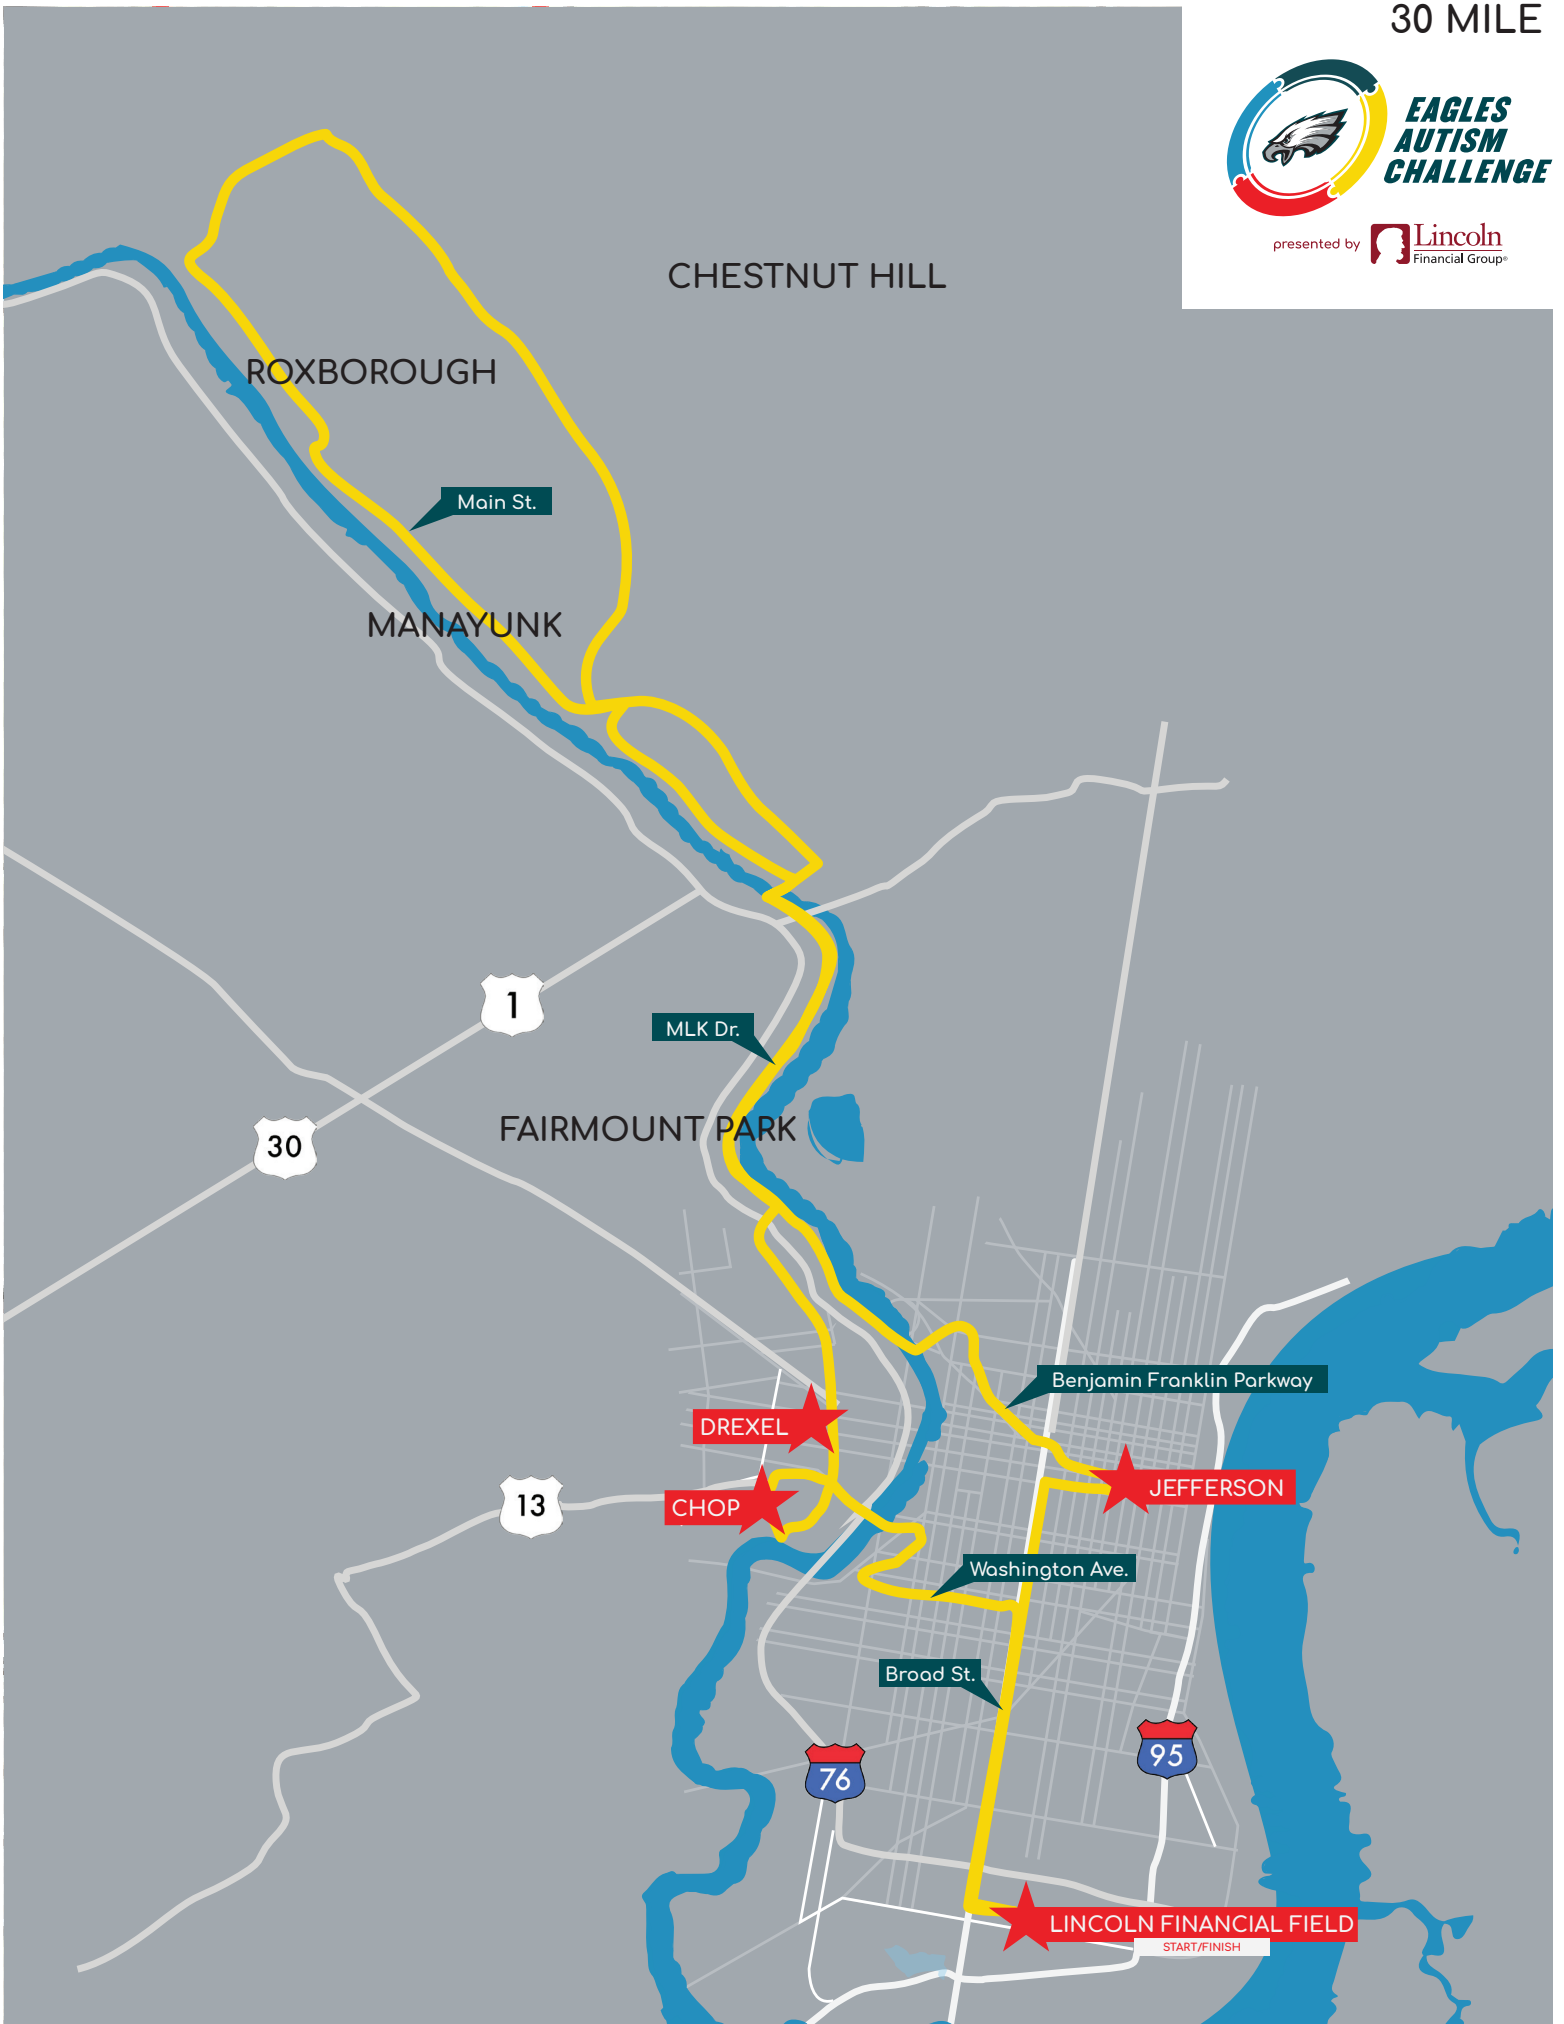 30 MILE
EAGLES
AUTISM
CHALLENGE
presented by
Lincoln
Financial Group®
CHESTNUT HILL
ROXBOROUGH
Main St.
MANAYUNK
1
MLK Dr.
FAIRMOUNT PARK
30
Benjamin Franklin Parkway
DREXEL
JEFFERSON
13
CHOP
Washington Ave.
Broad St.
95
76
LINCOLN FINANCIAL FIELD
START/FINISH